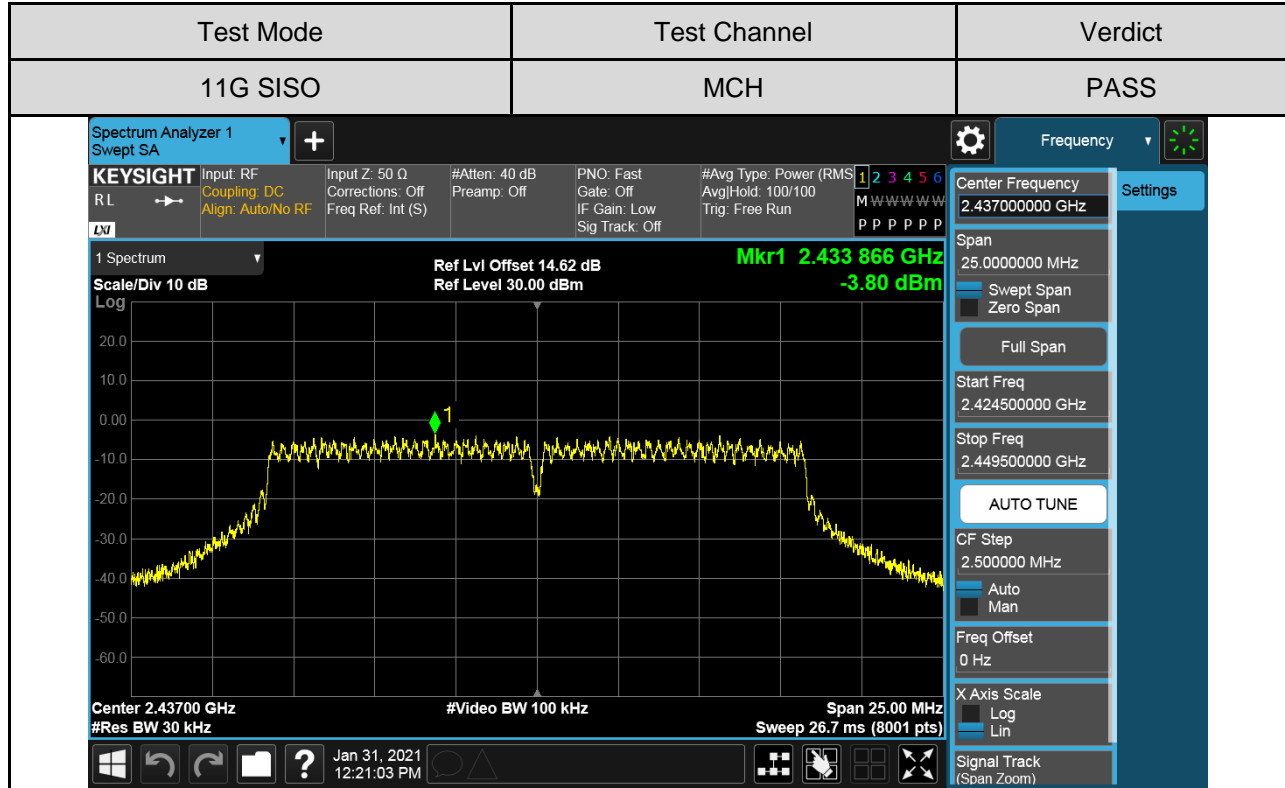 Test Mode Test Channel Verdict
11G SISO MCH PASS
Spectrum Analyzer 1
Swept SA
+
Frequency
KEYSIGHT
R L
LXI
Input: RF
Coupling: DC
Align: Auto/No RF
Input Z: 50 Ω
Corrections: Off
Freq Ref: Int (S)
#Atten: 40 dB
Preamp: Off
PNO: Fast
Gate: Off
IF Gain: Low
Sig Track: Off
#Avg Type: Power (RMS
Avg|Hold: 100/100
Trig: Free Run
1 2 3 4 5 6
M W W W W W
P P P P P P
1 Spectrum
Scale/Div 10 dB
Ref Lvl Offset 14.62 dB
Ref Level 30.00 dBm
Mkr1 2.433 866 GHz
-3.80 dBm
Log
20.0
10.0
0.00
-10.0
-20.0
-30.0
-40.0
-50.0
-60.0
1
Center 2.43700 GHz
#Res BW 30 kHz
#Video BW 100 kHz
Span 25.00 MHz
Sweep 26.7 ms (8001 pts)
Center Frequency
2.437000000 GHz
Settings
Span
25.0000000 MHz
Swept Span
Zero Span
Full Span
Start Freq
2.424500000 GHz
Stop Freq
2.449500000 GHz
AUTO TUNE
CF Step
2.500000 MHz
Auto
Man
Freq Offset
0 Hz
X Axis Scale
Log
Lin
Signal Track
(Span Zoom)
?
Jan 31, 2021
12:21:03 PM